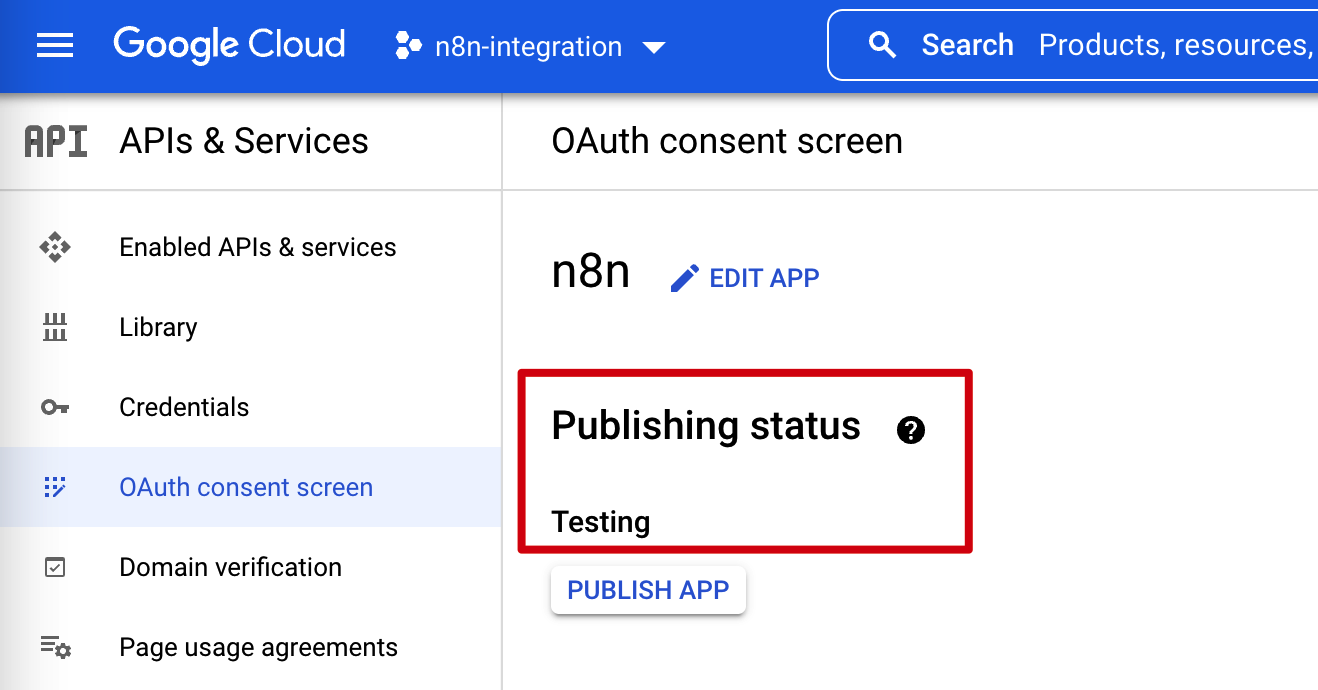 Google Cloud n8n-integration Search Products, resources,
API APIs & Services
OAuth consent screen
Enabled APIs & services
Library
Credentials
OAuth consent screen
Domain verification
Page usage agreements
n8n EDIT APP
Publishing status ?
Testing
PUBLISH APP